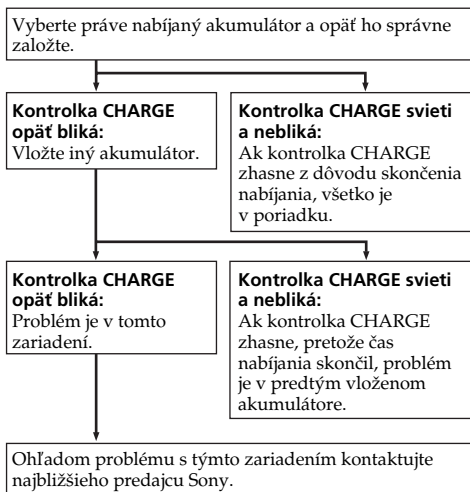 Vyberte práve nabíjaný akumulátor a opäť ho správne
založte.
Kontrolka CHARGE
opäť bliká:
Vložte iný akumulátor.
Kontrolka CHARGE svieti
a nebliká:
Ak kontrolka CHARGE
zhasne z dôvodu skončenia
nabíjania, všetko je
v poriadku.
Kontrolka CHARGE
opäť bliká:
Problém je v tomto
zariadení.
Kontrolka CHARGE svieti
a nebliká:
Ak kontrolka CHARGE
zhasne, pretože čas
nabíjania skončil, problém
je v predtým vloženom
akumulátore.
Ohľadom problému s týmto zariadením kontaktujte
najbližšieho predajcu Sony.